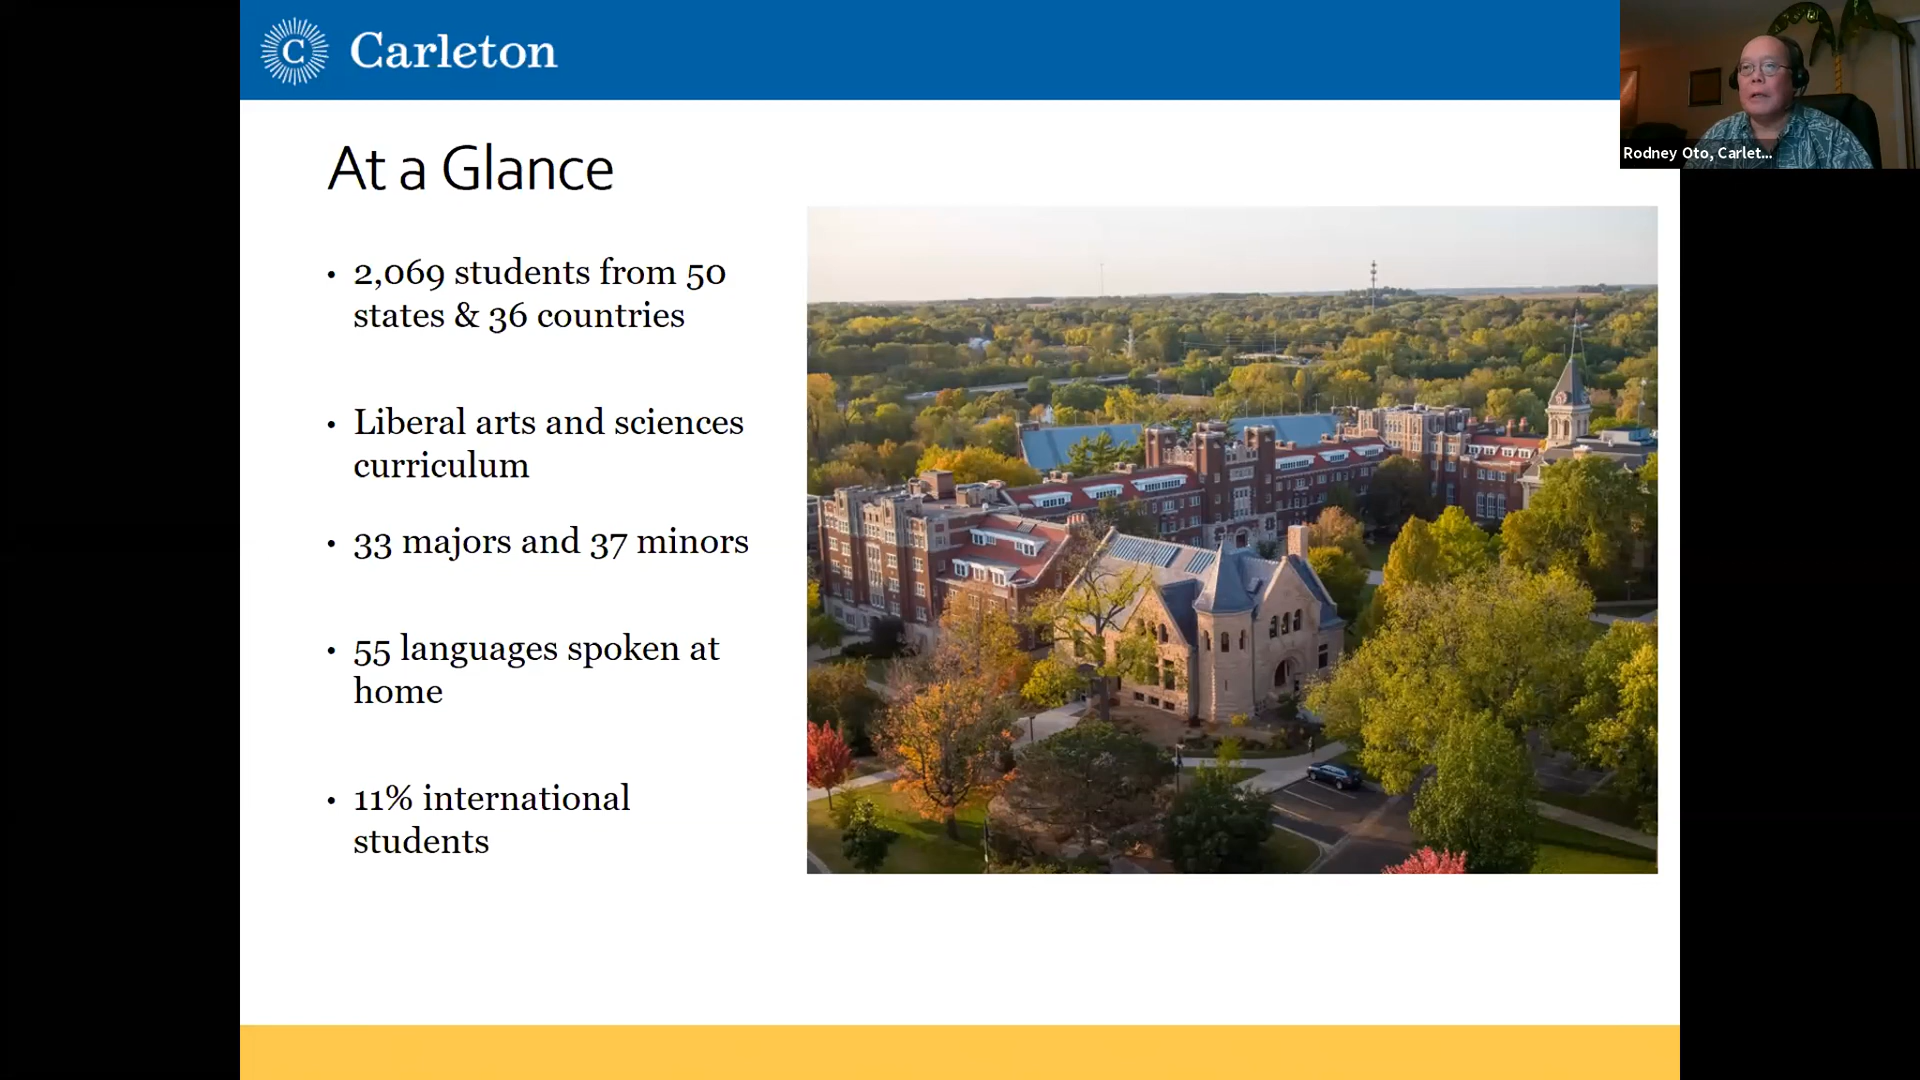 C Carleton
Rodney Oto, Carlet...
At a Glance
• 2,069 students from 50
states & 36 countries
• Liberal arts and sciences
curriculum
• 33 majors and 37 minors
• 55 languages spoken at
home
• 11% international
students